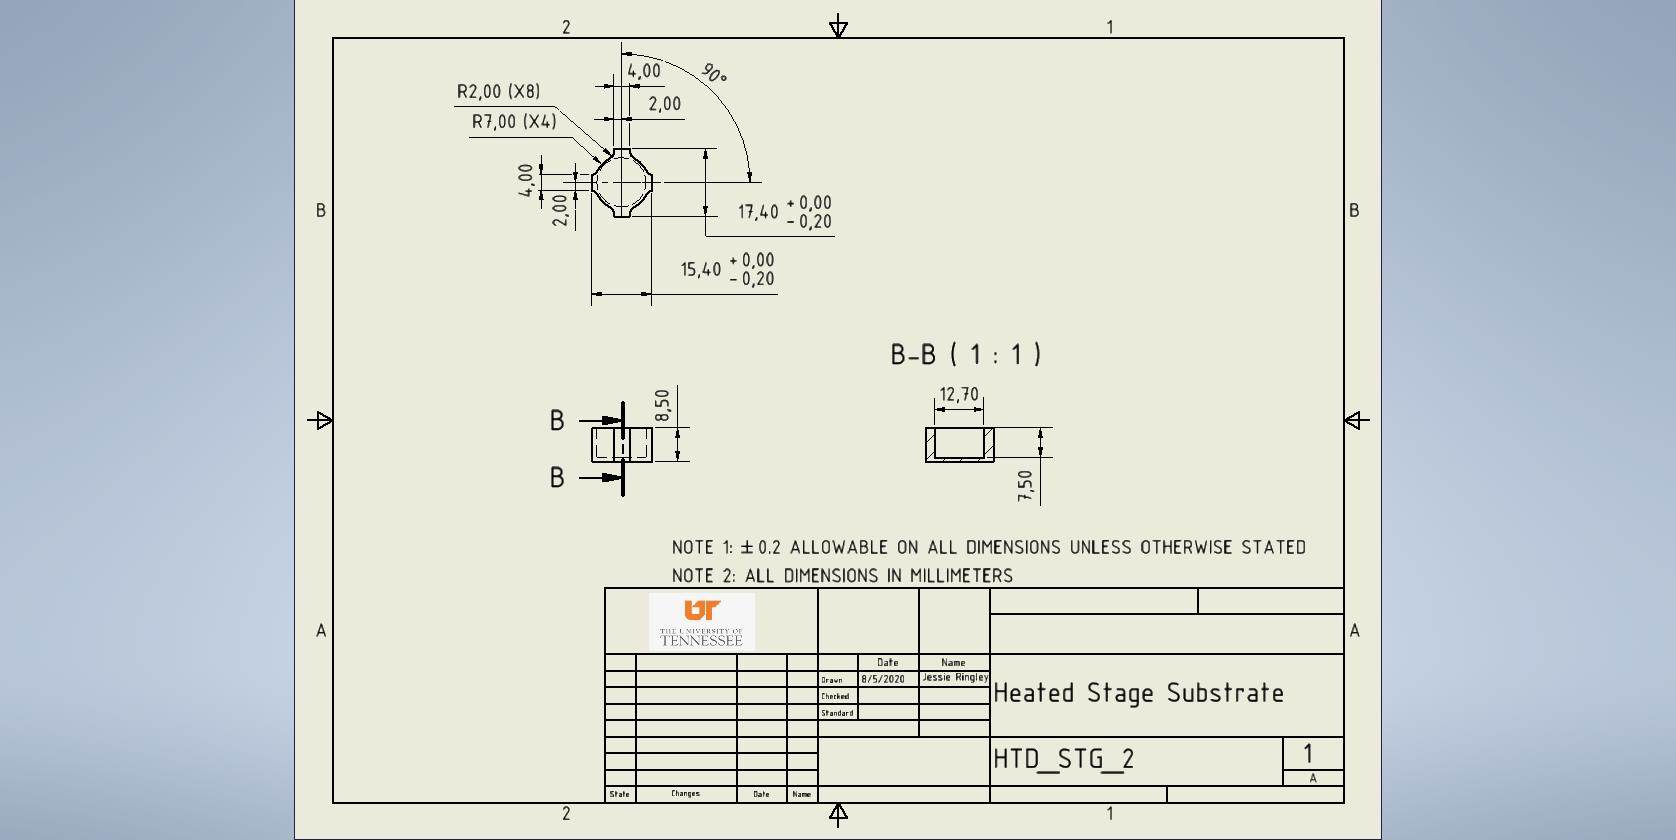 2 1
4,00
90°
R2,00 (X8)
2,00
R7,00 (X4)
4,00
2,00
17,40 +0,00 -0,20
B B
15,40 +0,00 -0,20
B-B ( 1 : 1 )
12,70
8,50
B
B
7,50
NOTE 1: ± 0.2 ALLOWABLE ON ALL DIMENSIONS UNLESS OTHERWISE STATED
NOTE 2: ALL DIMENSIONS IN MILLIMETERS
UT
THE UNIVERSITY OF
TENNESSEE
A A
Date Name
Drawn 8/5/2020 Jessie Ringley
Checked
Standard
Heated Stage Substrate
HTD_STG_2
1
A
State Changes Date Name
2 1